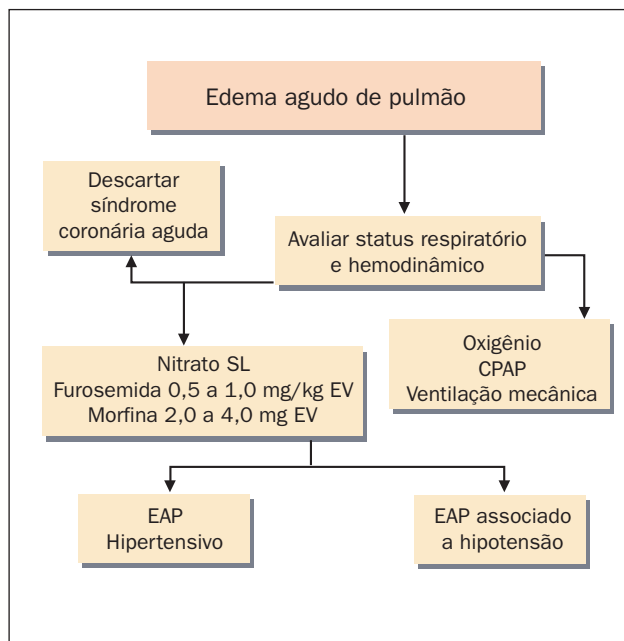 Edema agudo de pulmão
Descartar
síndrome
coronária aguda
Avaliar status respiratório
e hemodinâmico
Oxigênio
CPAP
Ventilação mecânica
Nitrato SL
Furosemida 0,5 a 1,0 mg/kg EV
Morfina 2,0 a 4,0 mg EV
EAP
Hipertensivo
EAP associado
a hipotensão